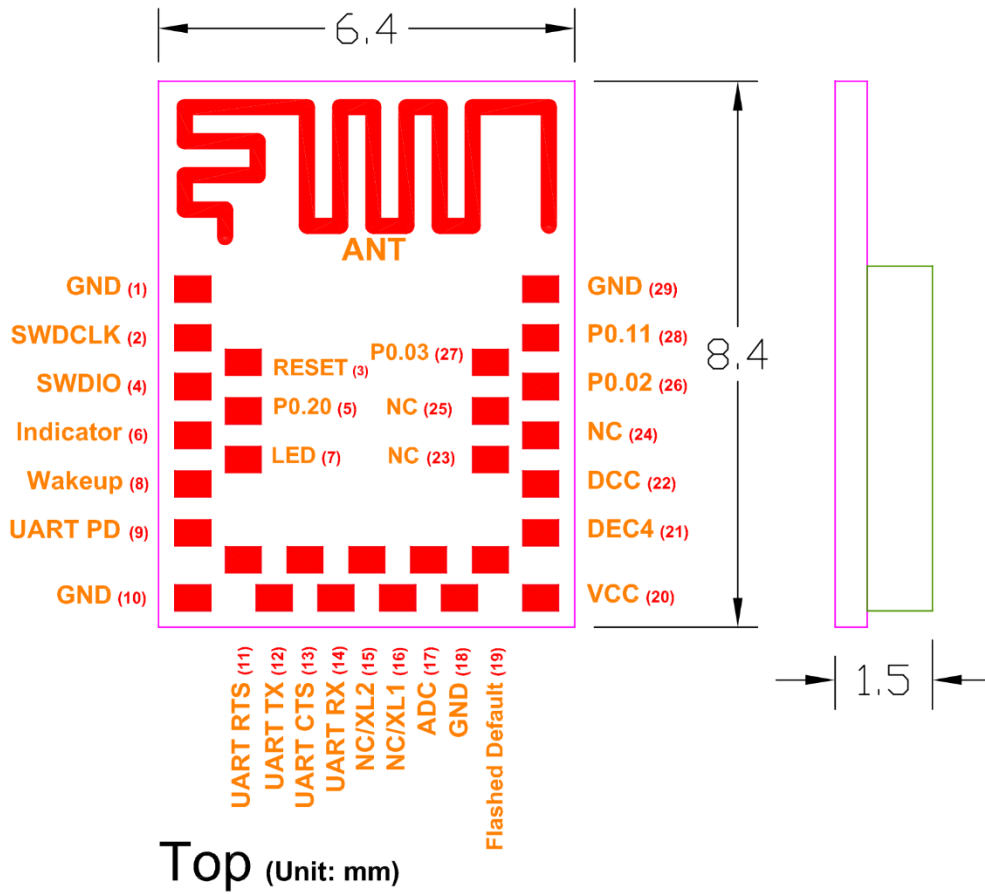 6.4
ANT
GND (1)
GND (29)
SWDCLK (2)
P0.11 (28)
RESET (3)
P0.03 (27)
8.4
SWDIO (4)
P0.02 (26)
P0.20 (5)
NC (25)
Indicator (6)
NC (24)
LED (7)
NC (23)
Wakeup (8)
DCC (22)
UART PD (9)
DEC4 (21)
GND (10)
VCC (20)
UART RTS (11)
UART TX (12)
UART CTS (13)
UART RX (14)
NC/XL2 (15)
NC/XL1 (16)
ADC (17)
GND (18)
Flashed Default (19)
1.5
Top (Unit: mm)